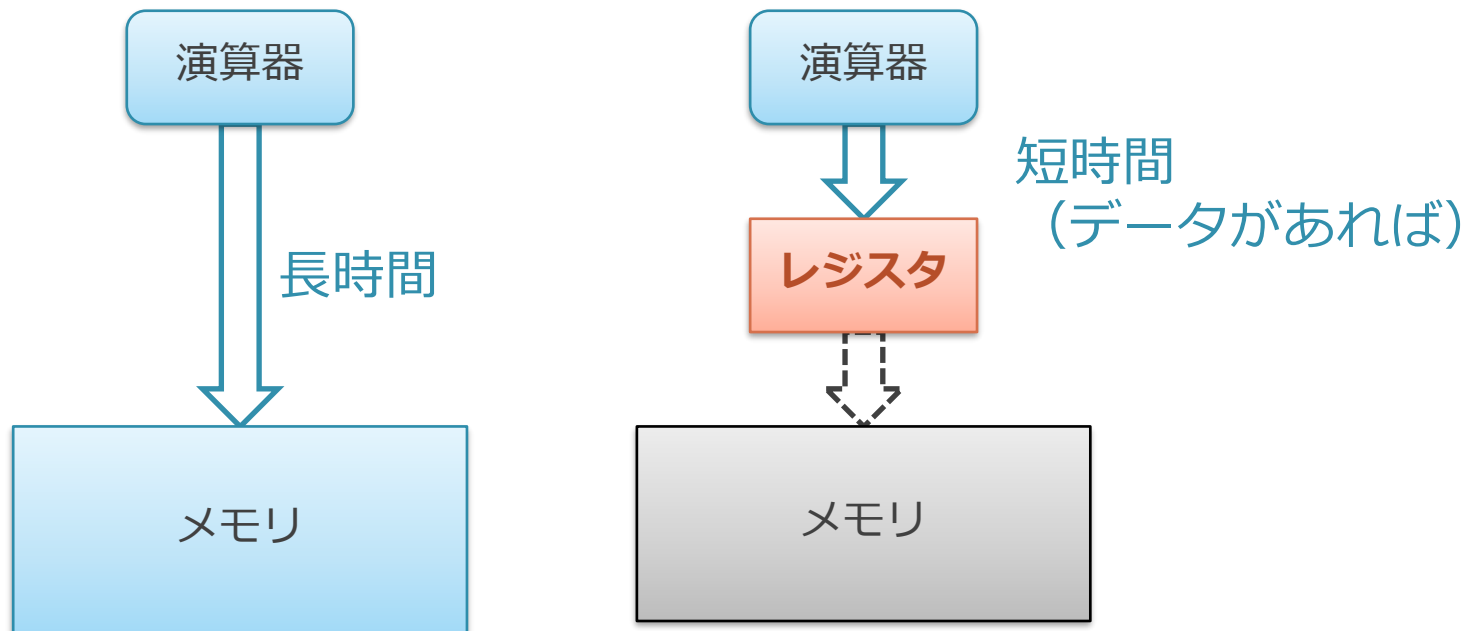 演算器
長時間
メモリ
演算器
短時間
（データがあれば）
レジスタ
メモリ